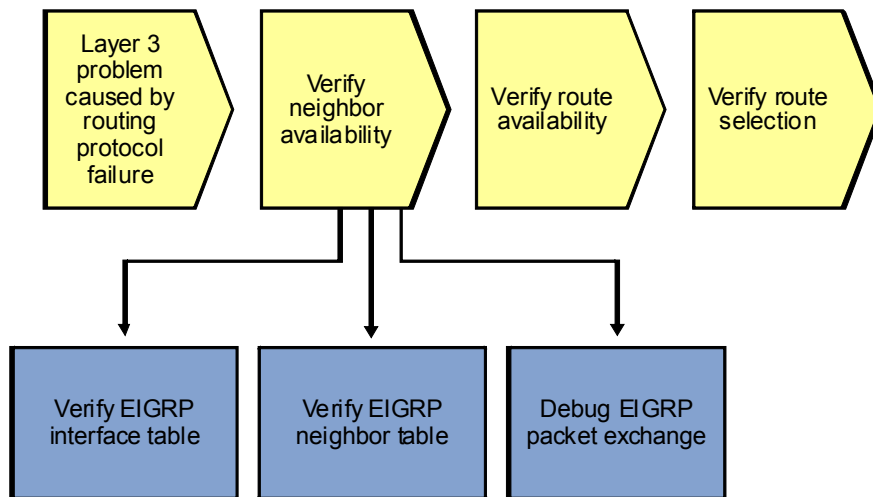 Layer 3
problem
caused by
routing
protocol
failure
Verify
neighbor
availability
Verify route
availability
Verify route
selection
Verify EIGRP
interface table
Verify EIGRP
neighbor table
Debug EIGRP
packet exchange